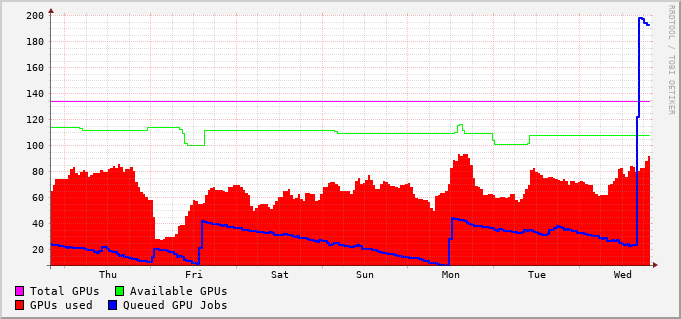 200
180
160
140
120
100
80
60
40
20
Thu Fri Sat Sun Mon Tue Wed
Total GPUs Available GPUs
GPUs used Queued GPU Jobs
RRDTOOL / TOBI OETIKER